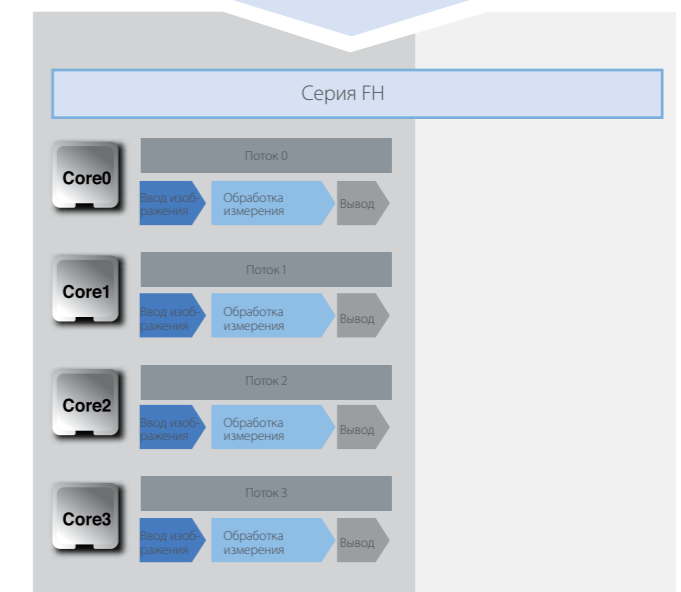 Серия FH
Core0
Поток 0
Ввод изоб-
ражения
Обработка
измерения
Вывод
Core1
Поток 1
Ввод изоб-
ражения
Обработка
измерения
Вывод
Core2
Поток 2
Ввод изоб-
ражения
Обработка
измерения
Вывод
Core3
Поток 3
Ввод изоб-
ражения
Обработка
измерения
Вывод